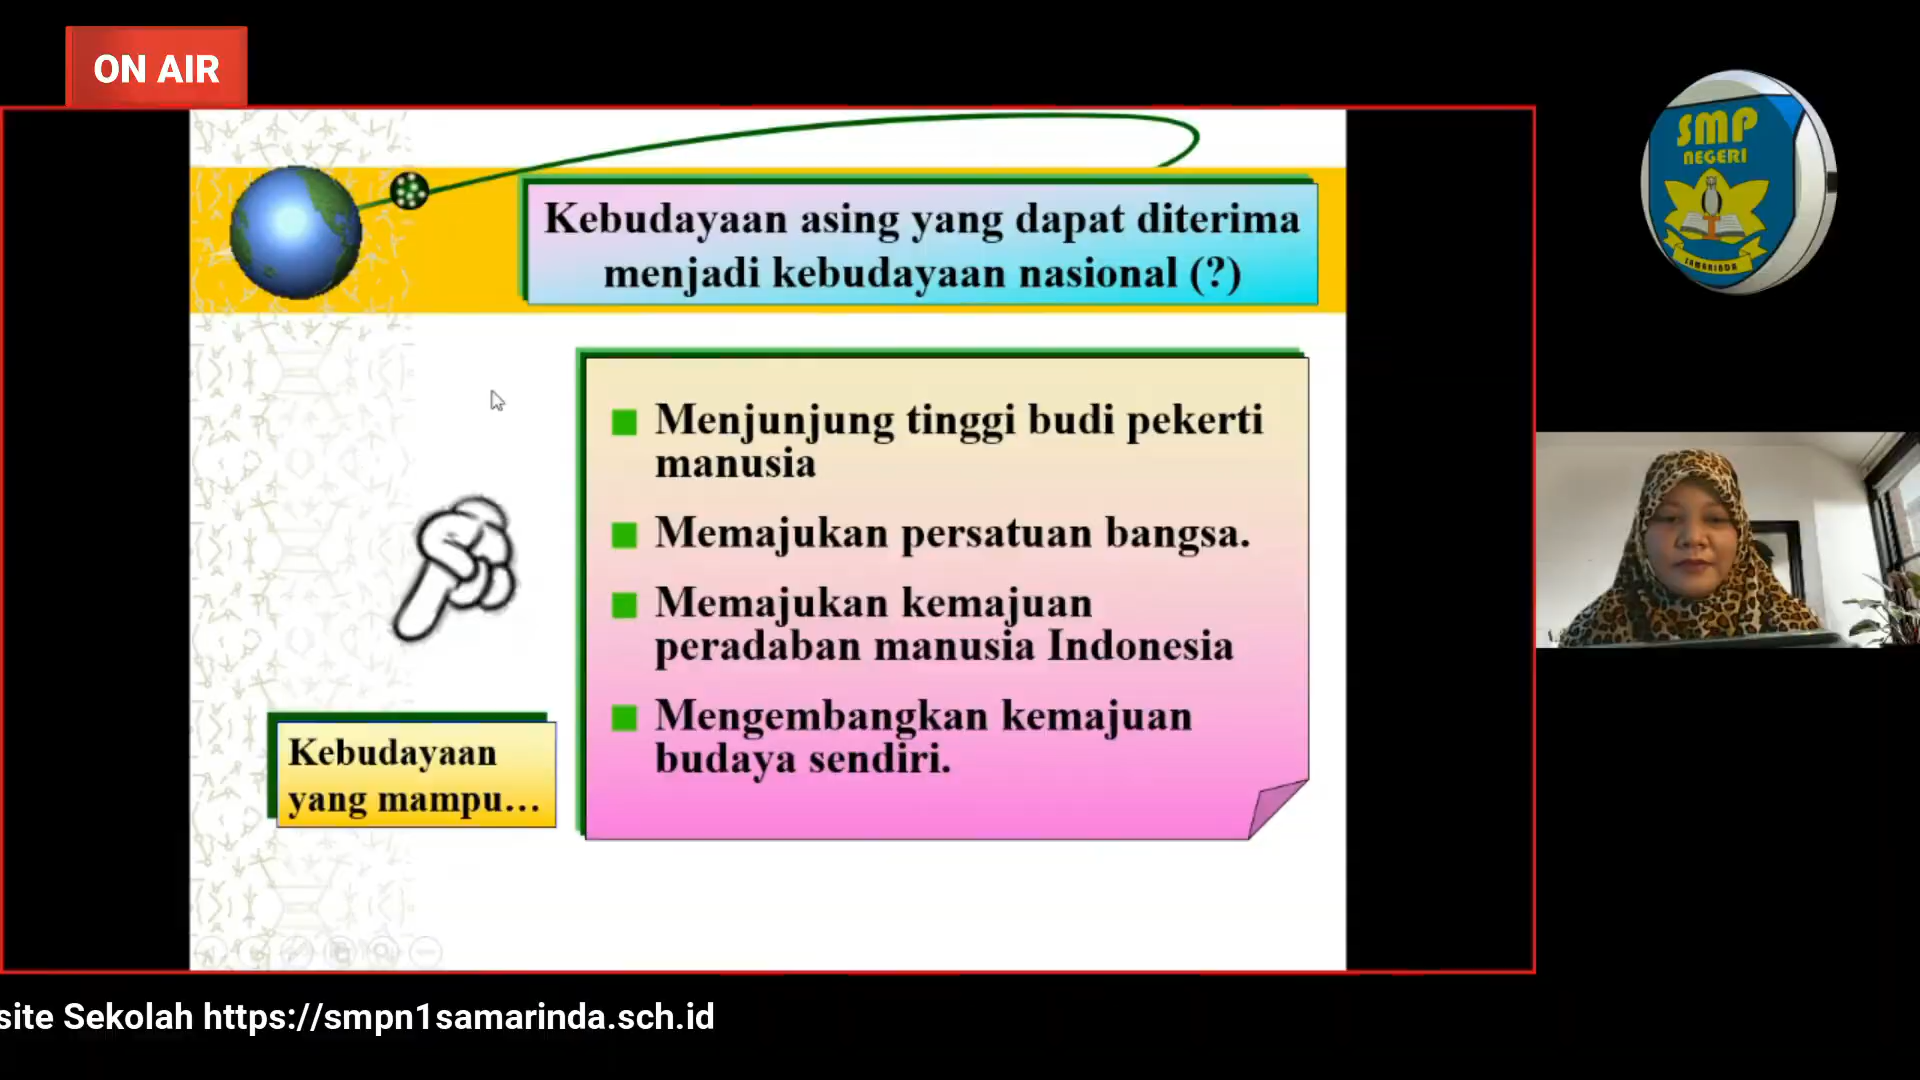 ON AIR
SMP
NEGERI
SAMARINDA
Kebudayaan asing yang dapat diterima
menjadi kebudayaan nasional (?)
Menjunjung tinggi budi pekerti
manusia
Memajukan persatuan bangsa.
Memajukan kemajuan
peradaban manusia Indonesia
Mengembangkan kemajuan
budaya sendiri.
Kebudayaan
yang mampu...
site Sekolah https://smpn1samarinda.sch.id